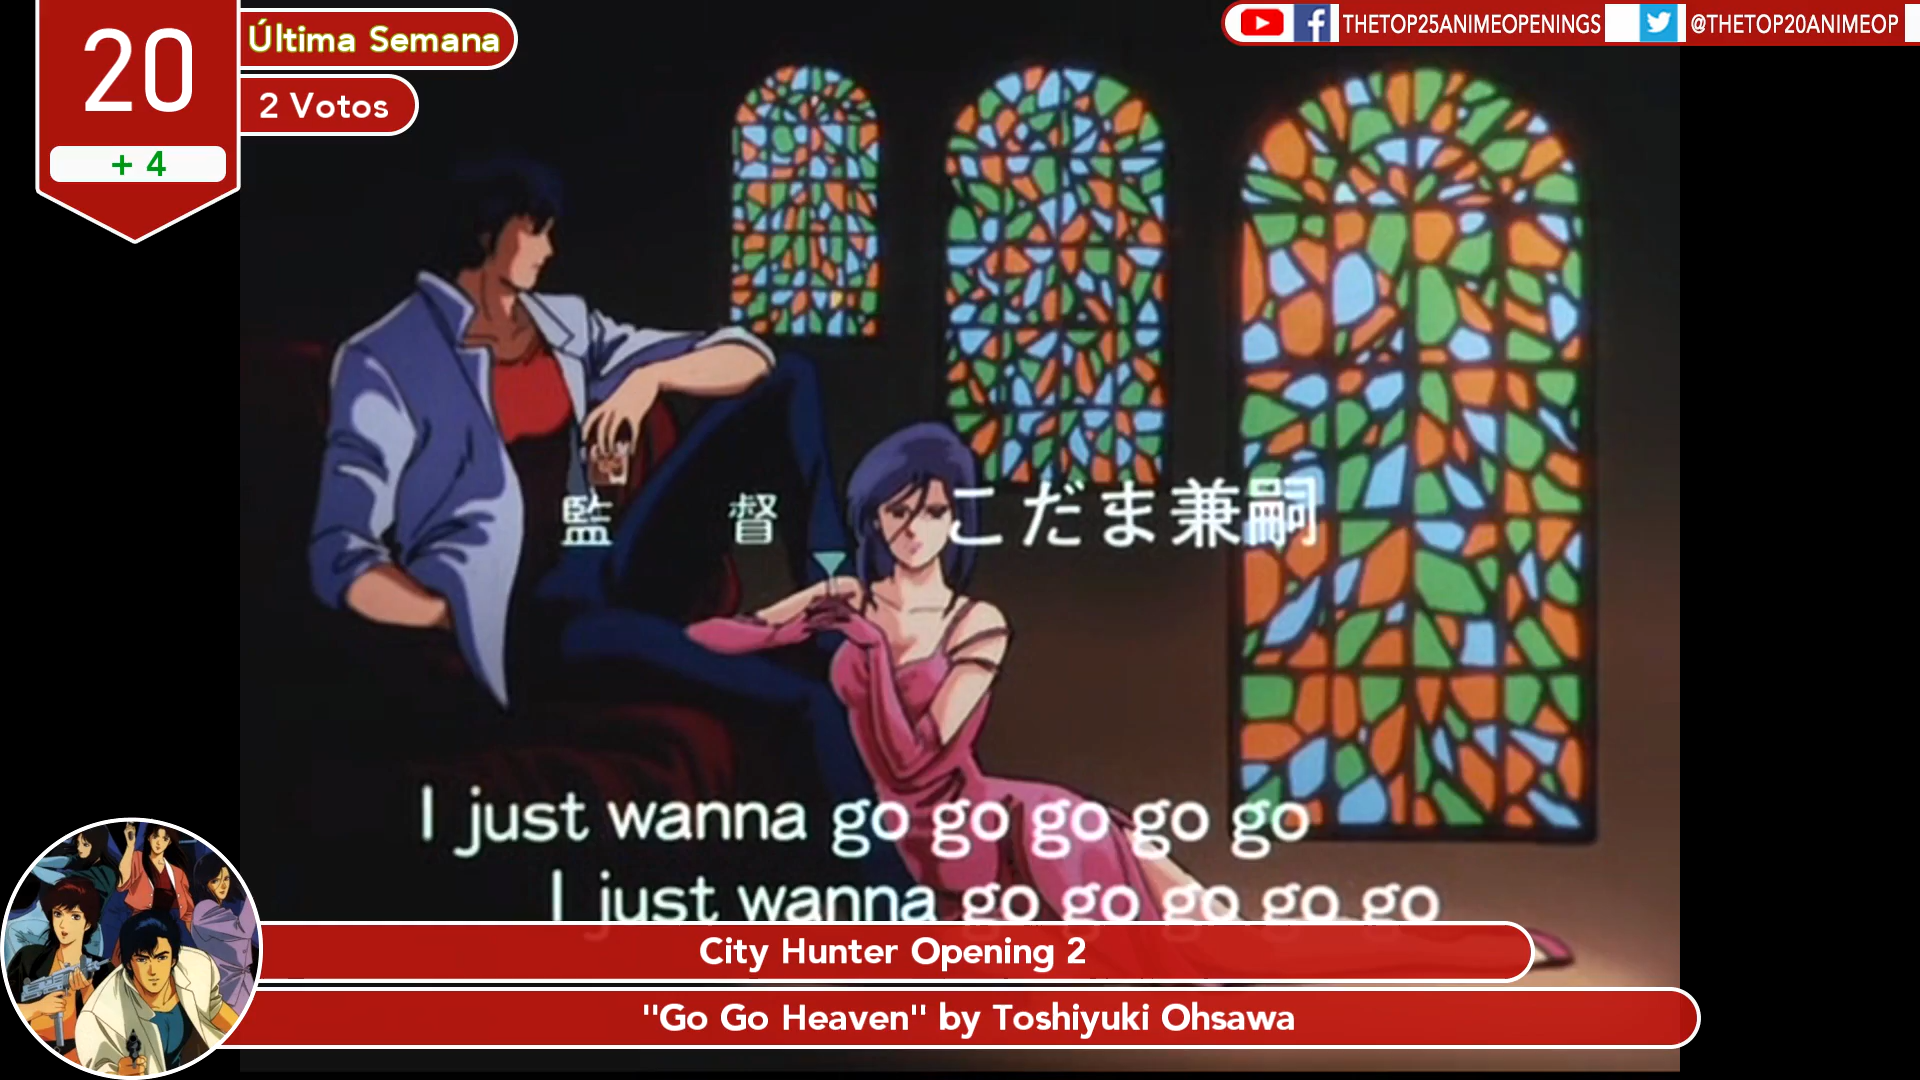 20
+ 4
Última Semana
2 Votos
THETOP25ANIMEOPENINGS
@THETOP20ANIMEOP
監督 こだま兼嗣
I just wanna go go go go go
I just wanna go go go go go
City Hunter Opening 2
"Go Go Heaven" by Toshiyuki Ohsawa